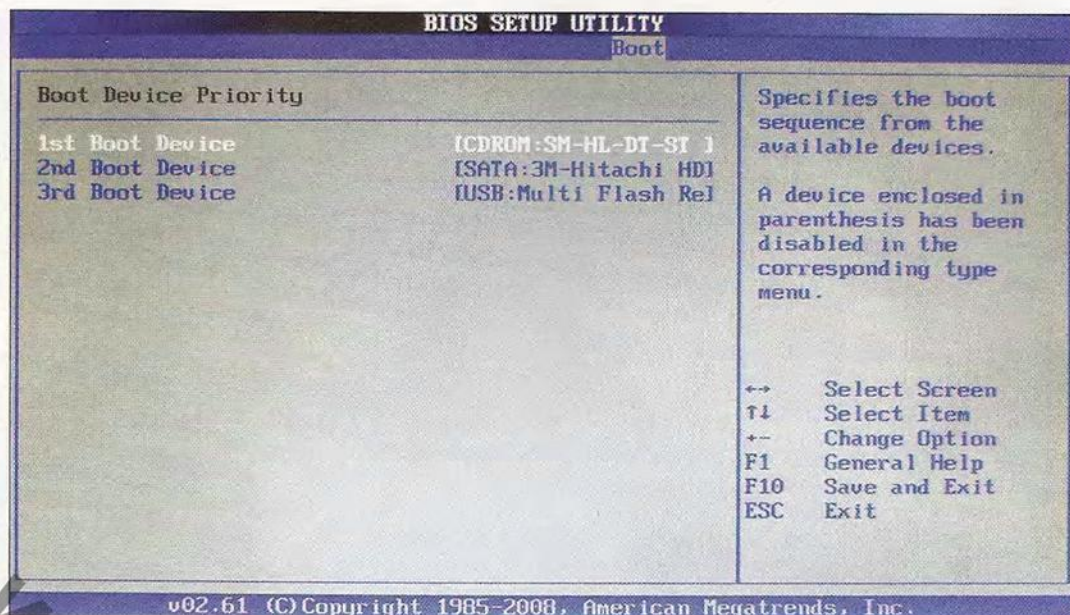 BIOS SETUP UTILITY
Boot
Boot Device Priority
1st Boot Device [CDROM:SM-HL-DT-ST ]
2nd Boot Device [SATA:3M-Hitachi HD]
3rd Boot Device [USB:Multi Flash Re]
Specifies the boot
sequence from the
available devices.
A device enclosed in
parenthesis has been
disabled in the
corresponding type
menu.
←→ Select Screen
↑↓ Select Item
+- Change Option
F1 General Help
F10 Save and Exit
ESC Exit
v02.61 (C)Copyright 1985-2008, American Megatrends, Inc.